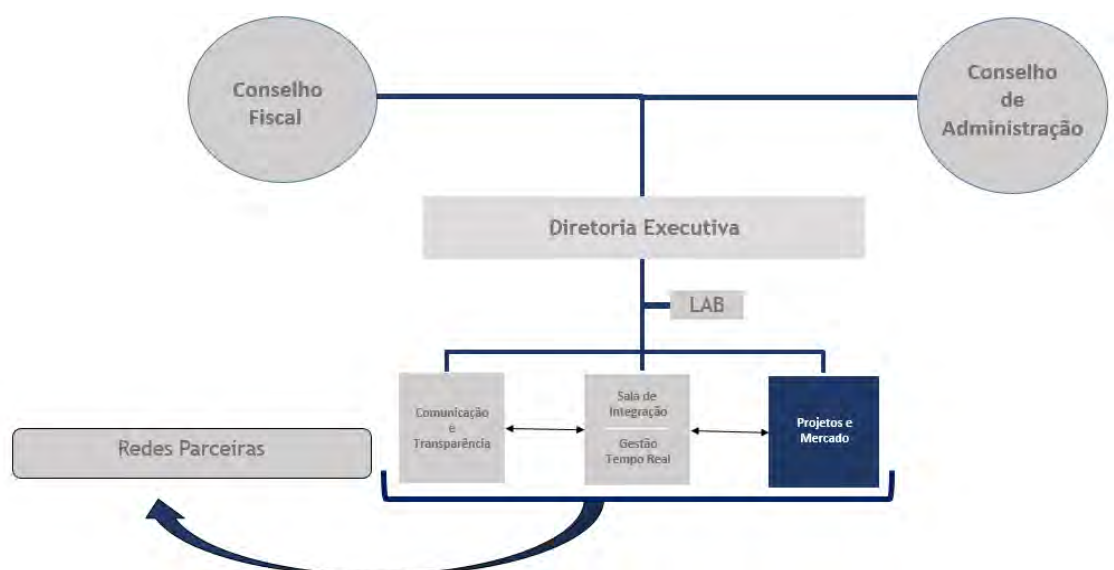 Conselho
Fiscal
Conselho
de
Administração
Diretoria Executiva
LAB
Comunicação
e
Transparência
Sala de
Integração
Gestão
Tempo Real
Projetos e
Mercado
Redes Parceiras